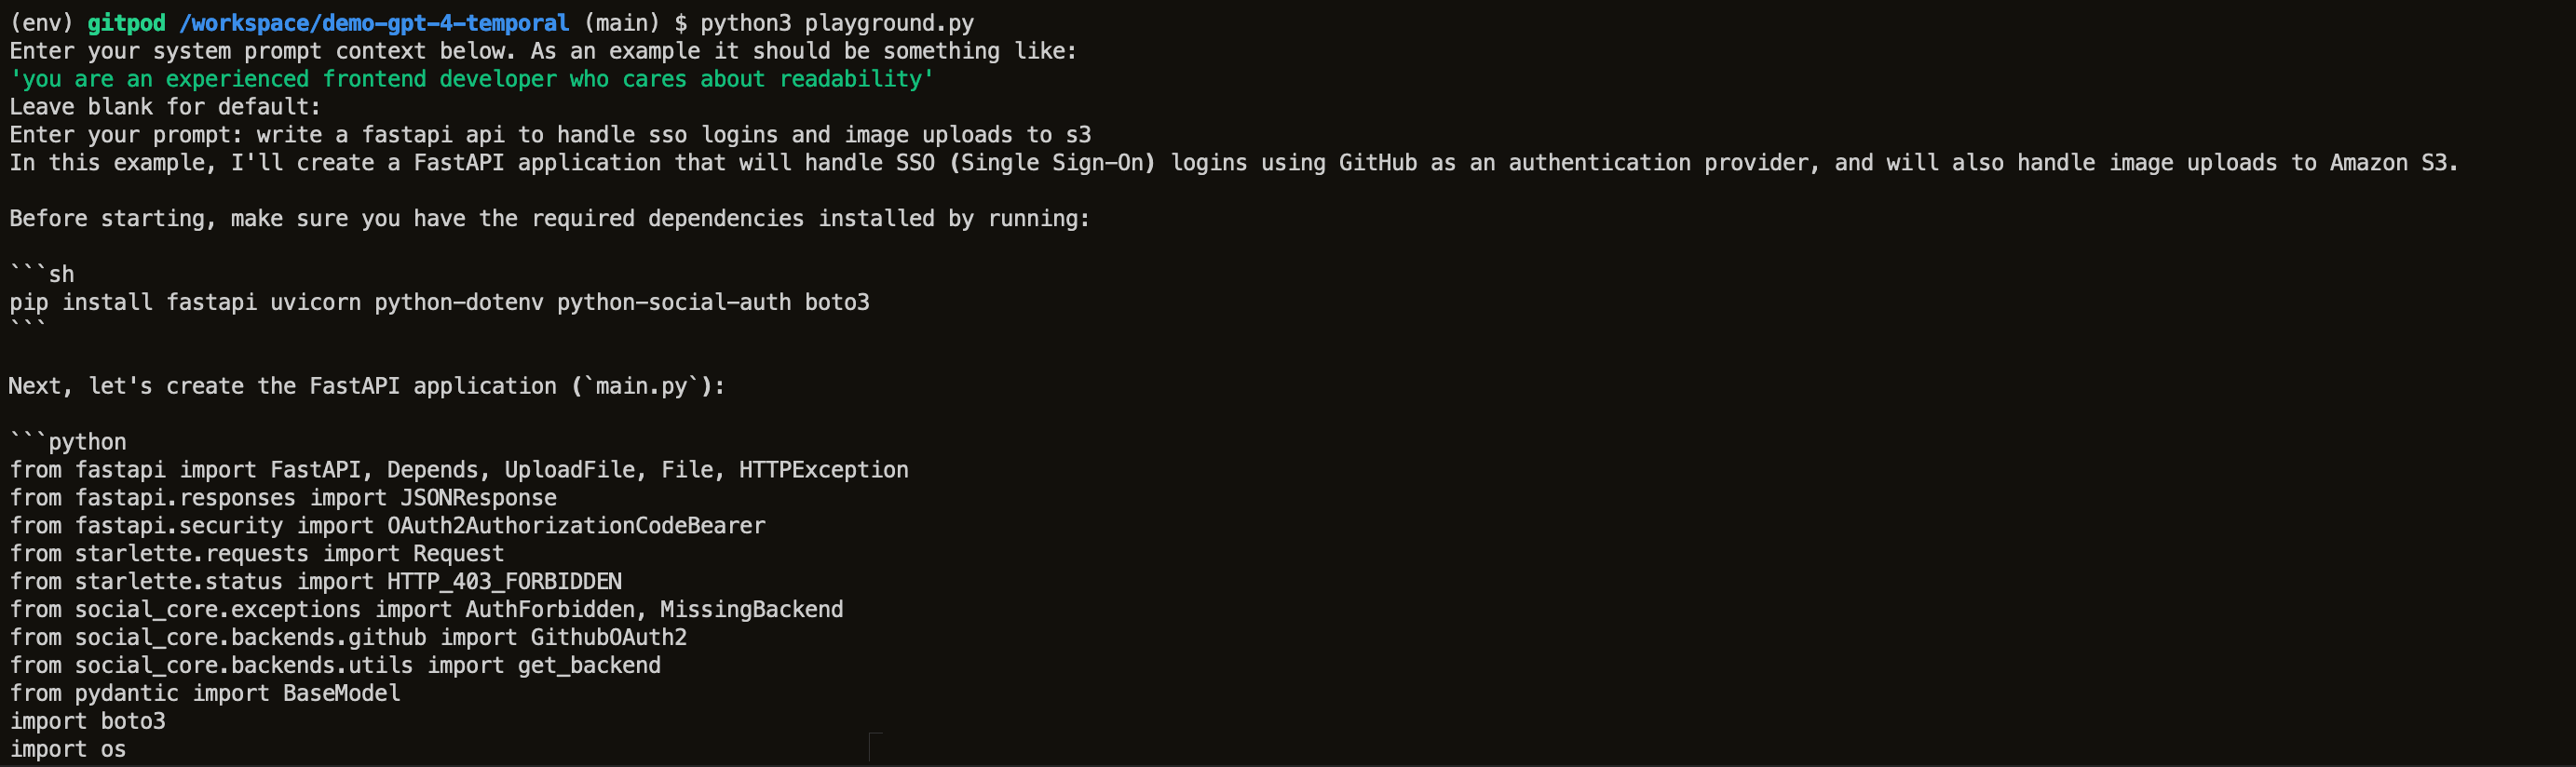 (env) gitpod /workspace/demo-gpt-4-temporal (main) $ python3 playground.py
Enter your system prompt context below. As an example it should be something like:
'you are an experienced frontend developer who cares about readability'
Leave blank for default:
Enter your prompt: write a fastapi api to handle sso logins and image uploads to s3
In this example, I'll create a FastAPI application that will handle SSO (Single Sign-On) logins using GitHub as an authentication provider, and will also handle image uploads to Amazon S3.

Before starting, make sure you have the required dependencies installed by running:

```sh
pip install fastapi uvicorn python-dotenv python-social-auth boto3
```

Next, let's create the FastAPI application (`main.py`):

```python
from fastapi import FastAPI, Depends, UploadFile, File, HTTPException
from fastapi.responses import JSONResponse
from fastapi.security import OAuth2AuthorizationCodeBearer
from starlette.requests import Request
from starlette.status import HTTP_403_FORBIDDEN
from social_core.exceptions import AuthForbidden, MissingBackend
from social_core.backends.github import GithubOAuth2
from social_core.backends.utils import get_backend
from pydantic import BaseModel
import boto3
import os